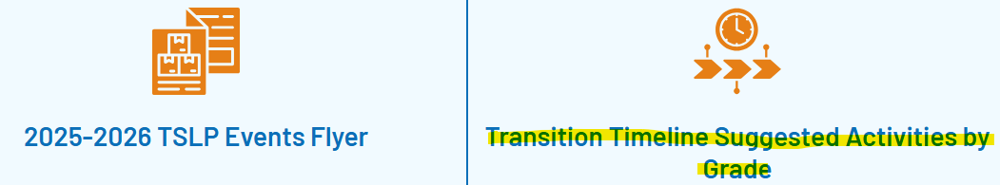 2025-2026 TSLP Events Flyer
Transition Timeline Suggested Activities by
Grade